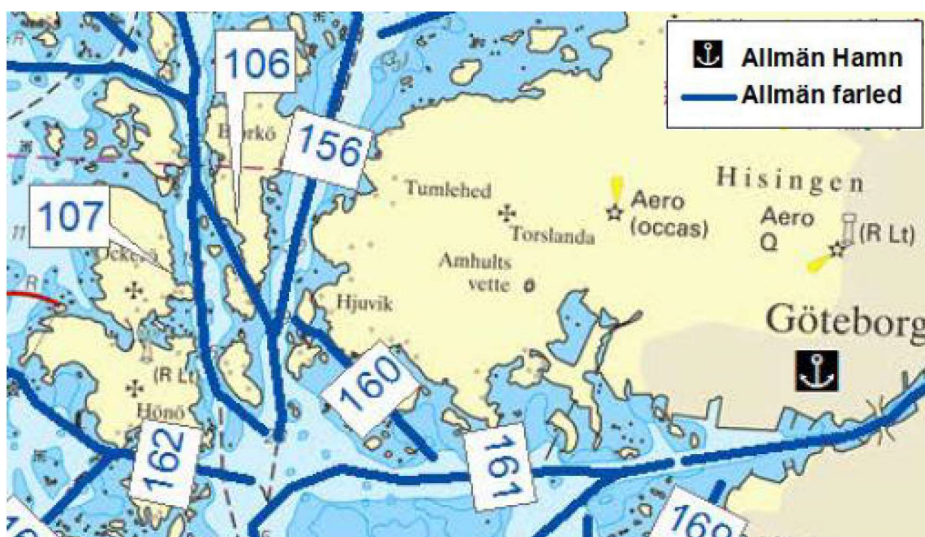 106
Allmän Hamn
Allmän farled
156
Hisingen
Tumlehed
Aero
(occas)
Aero
Q
(R Lt)
107
Torslanda
Amhults
vette
Hjuvik
Göteborg
160
(R Lt)
Hönö
162
161